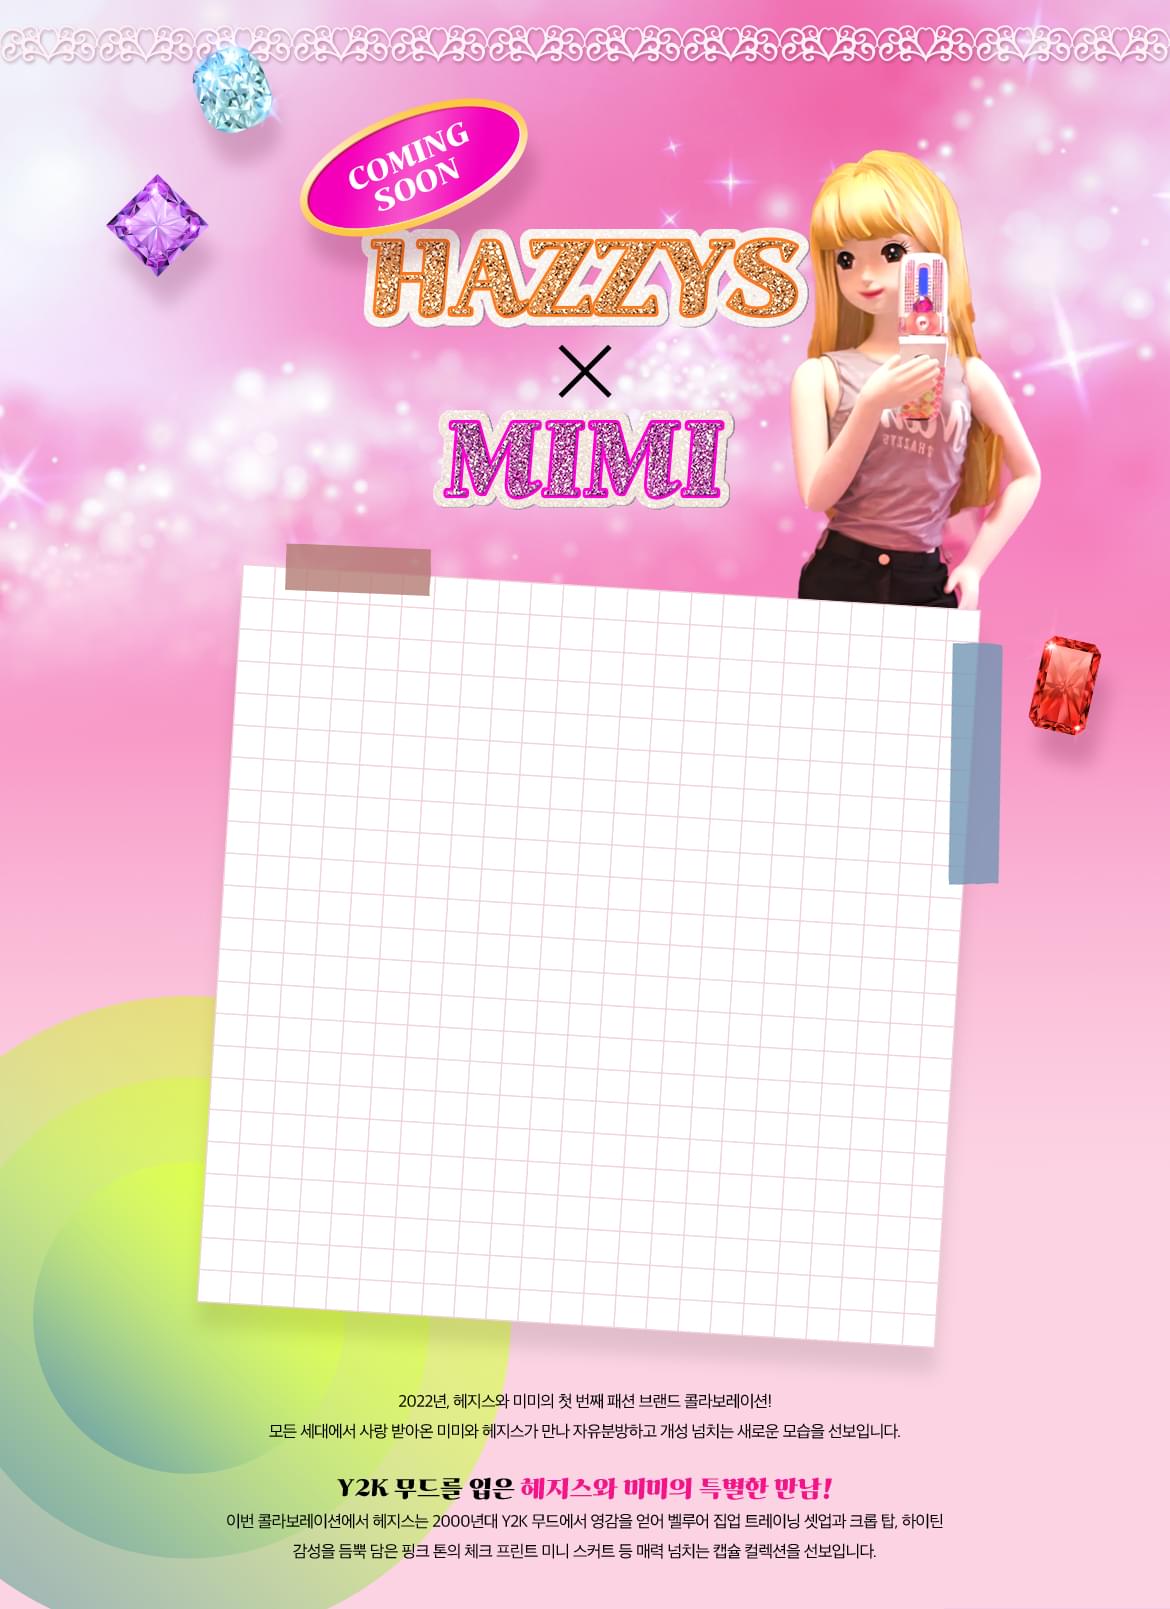 COMING
SOON
HAZZYS
×
MIMI
HAZZYS
2022년, 헤지스와 미미의 첫 번째 패션 브랜드 콜라보레이션!
모든 세대에서 사랑 받아온 미미와 헤지스가 만나 자유분방하고 개성 넘치는 새로운 모습을 선보입니다.
Y2K 무드를 입은 헤지스와 미미의 특별한 만남!
이번 콜라보레이션에서 헤지스는 2000년대 Y2K 무드에서 영감을 얻어 벨루어 집업 트레이닝 셋업과 크롭 탑, 하이틴
감성을 듬뿍 담은 핑크 톤의 체크 프린트 미니 스커트 등 매력 넘치는 캡슐 컬렉션을 선보입니다.